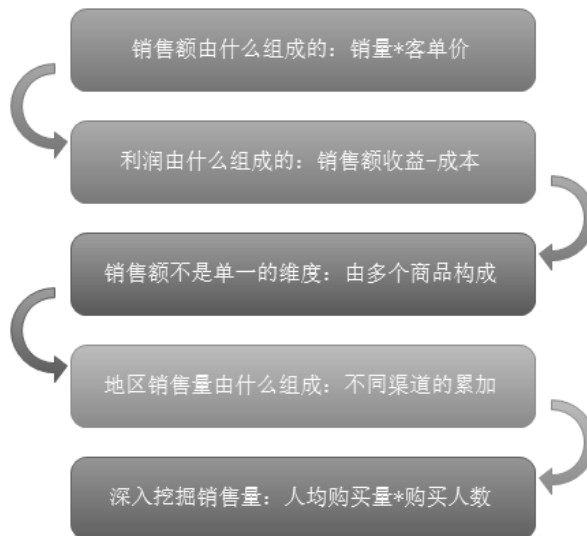 销售额由什么组成的：销量*客单价
利润由什么组成的：销售额收益-成本
销售额不是单一的维度：由多个商品构成
地区销售量由什么组成：不同渠道的累加
深入挖掘销售量：人均购买量*购买人数